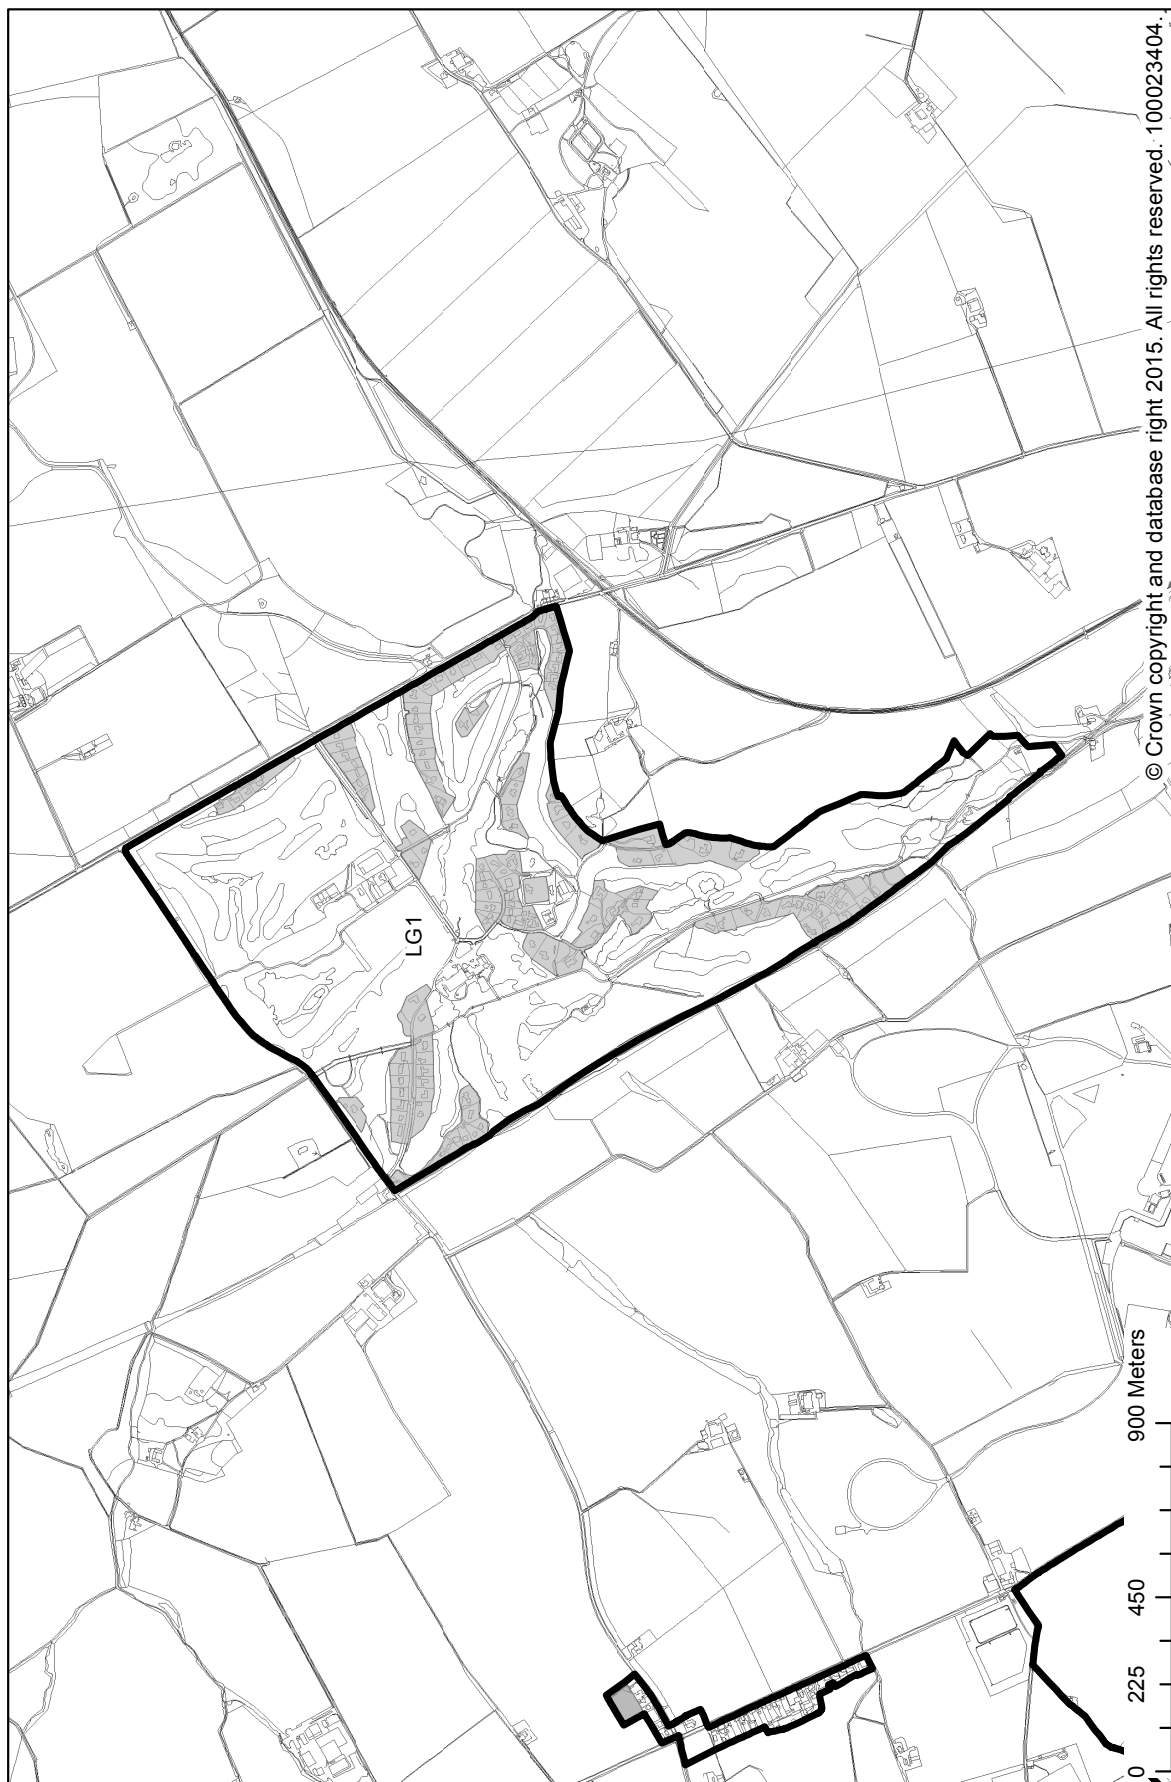 LG1
0 225 450 900 Meters
© Crown copyright and database right 2015. All rights reserved. 100023404.